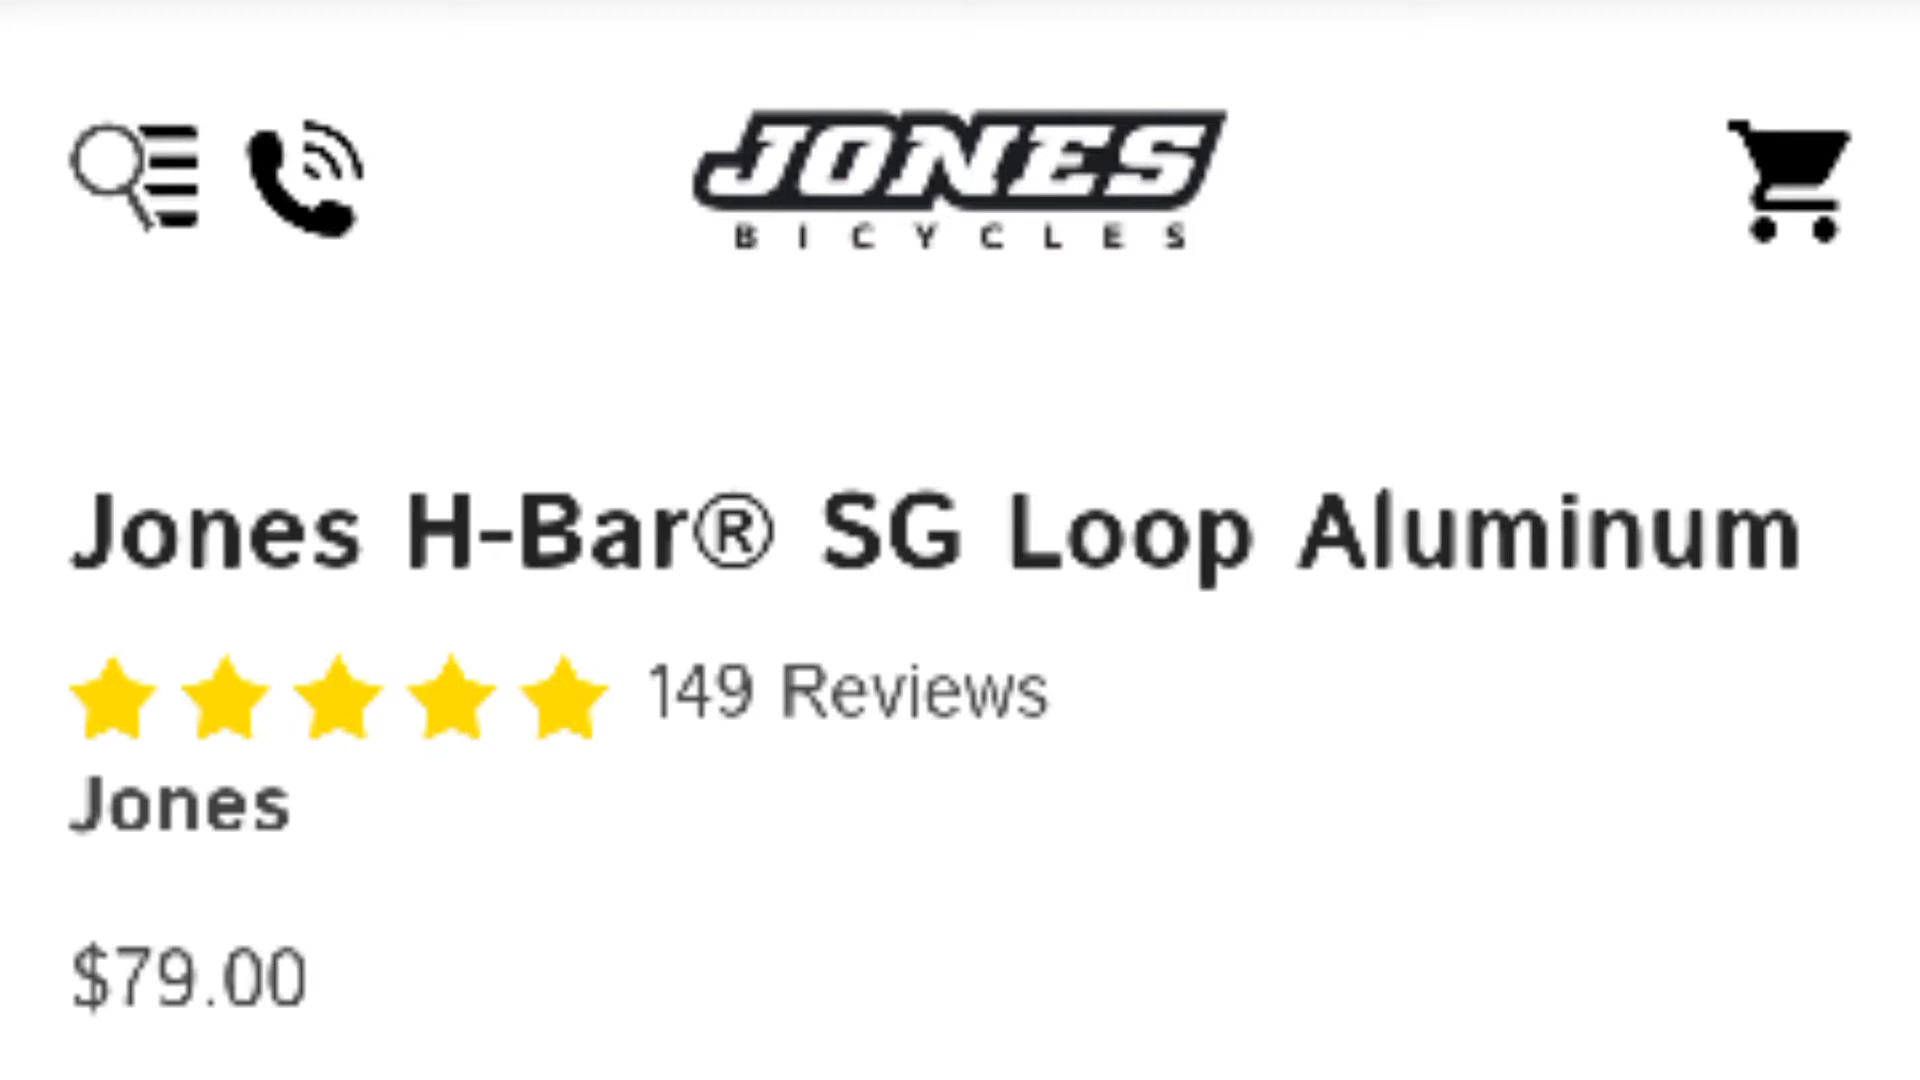 JONES
BICYCLES
Jones H-Bar® SG Loop Aluminum
149 Reviews
Jones
$79.00